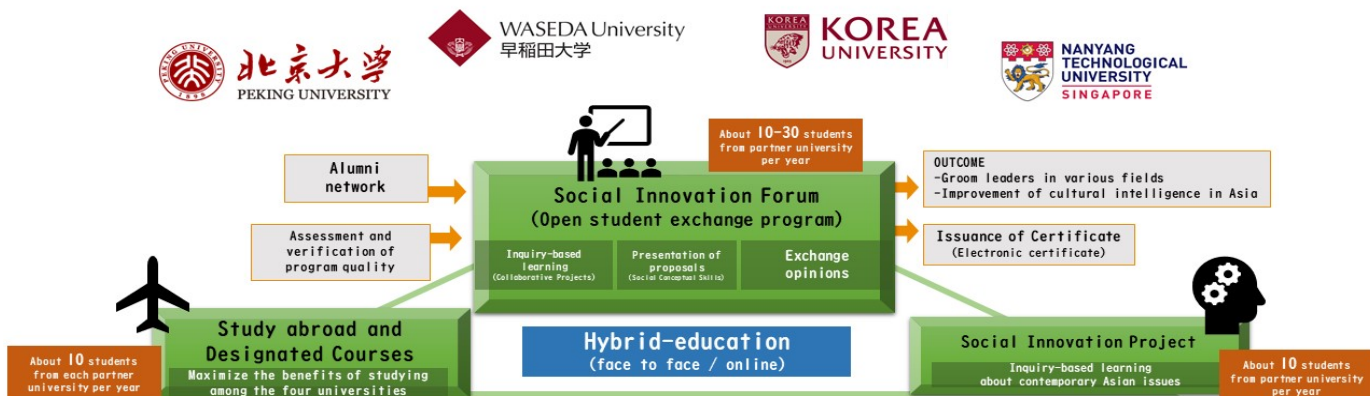 北京大学
PEKING UNIVERSITY
PEKING UNIVERSITY
1898
WASEDA University
早稲田大学
KOREA
UNIVERSITY
KOREA
UNIVERSITY
NANYANG
TECHNOLOGICAL
UNIVERSITY
SINGAPORE
About 10-30 students
from partner university
per year
Alumni
network
Assessment and
verification of
program quality
Social Innovation Forum
(Open student exchange program)
Inquiry-based
learning
(Collaborative Projects)
Presentation of
proposals
(Social Conceptual Skills)
Exchange
opinions
OUTCOME
-Groom leaders in various fields
-Improvement of cultural intelligence in Asia
Issuance of Certificate
(Electronic certificate)
About 10 students
from each partner
university per year
Study abroad and
Designated Courses
Maximize the benefits of studying
among the four universities
Hybrid-education
(face to face / online)
Social Innovation Project
Inquiry-based learning
about contemporary Asian issues
About 10 students
from partner university
per year